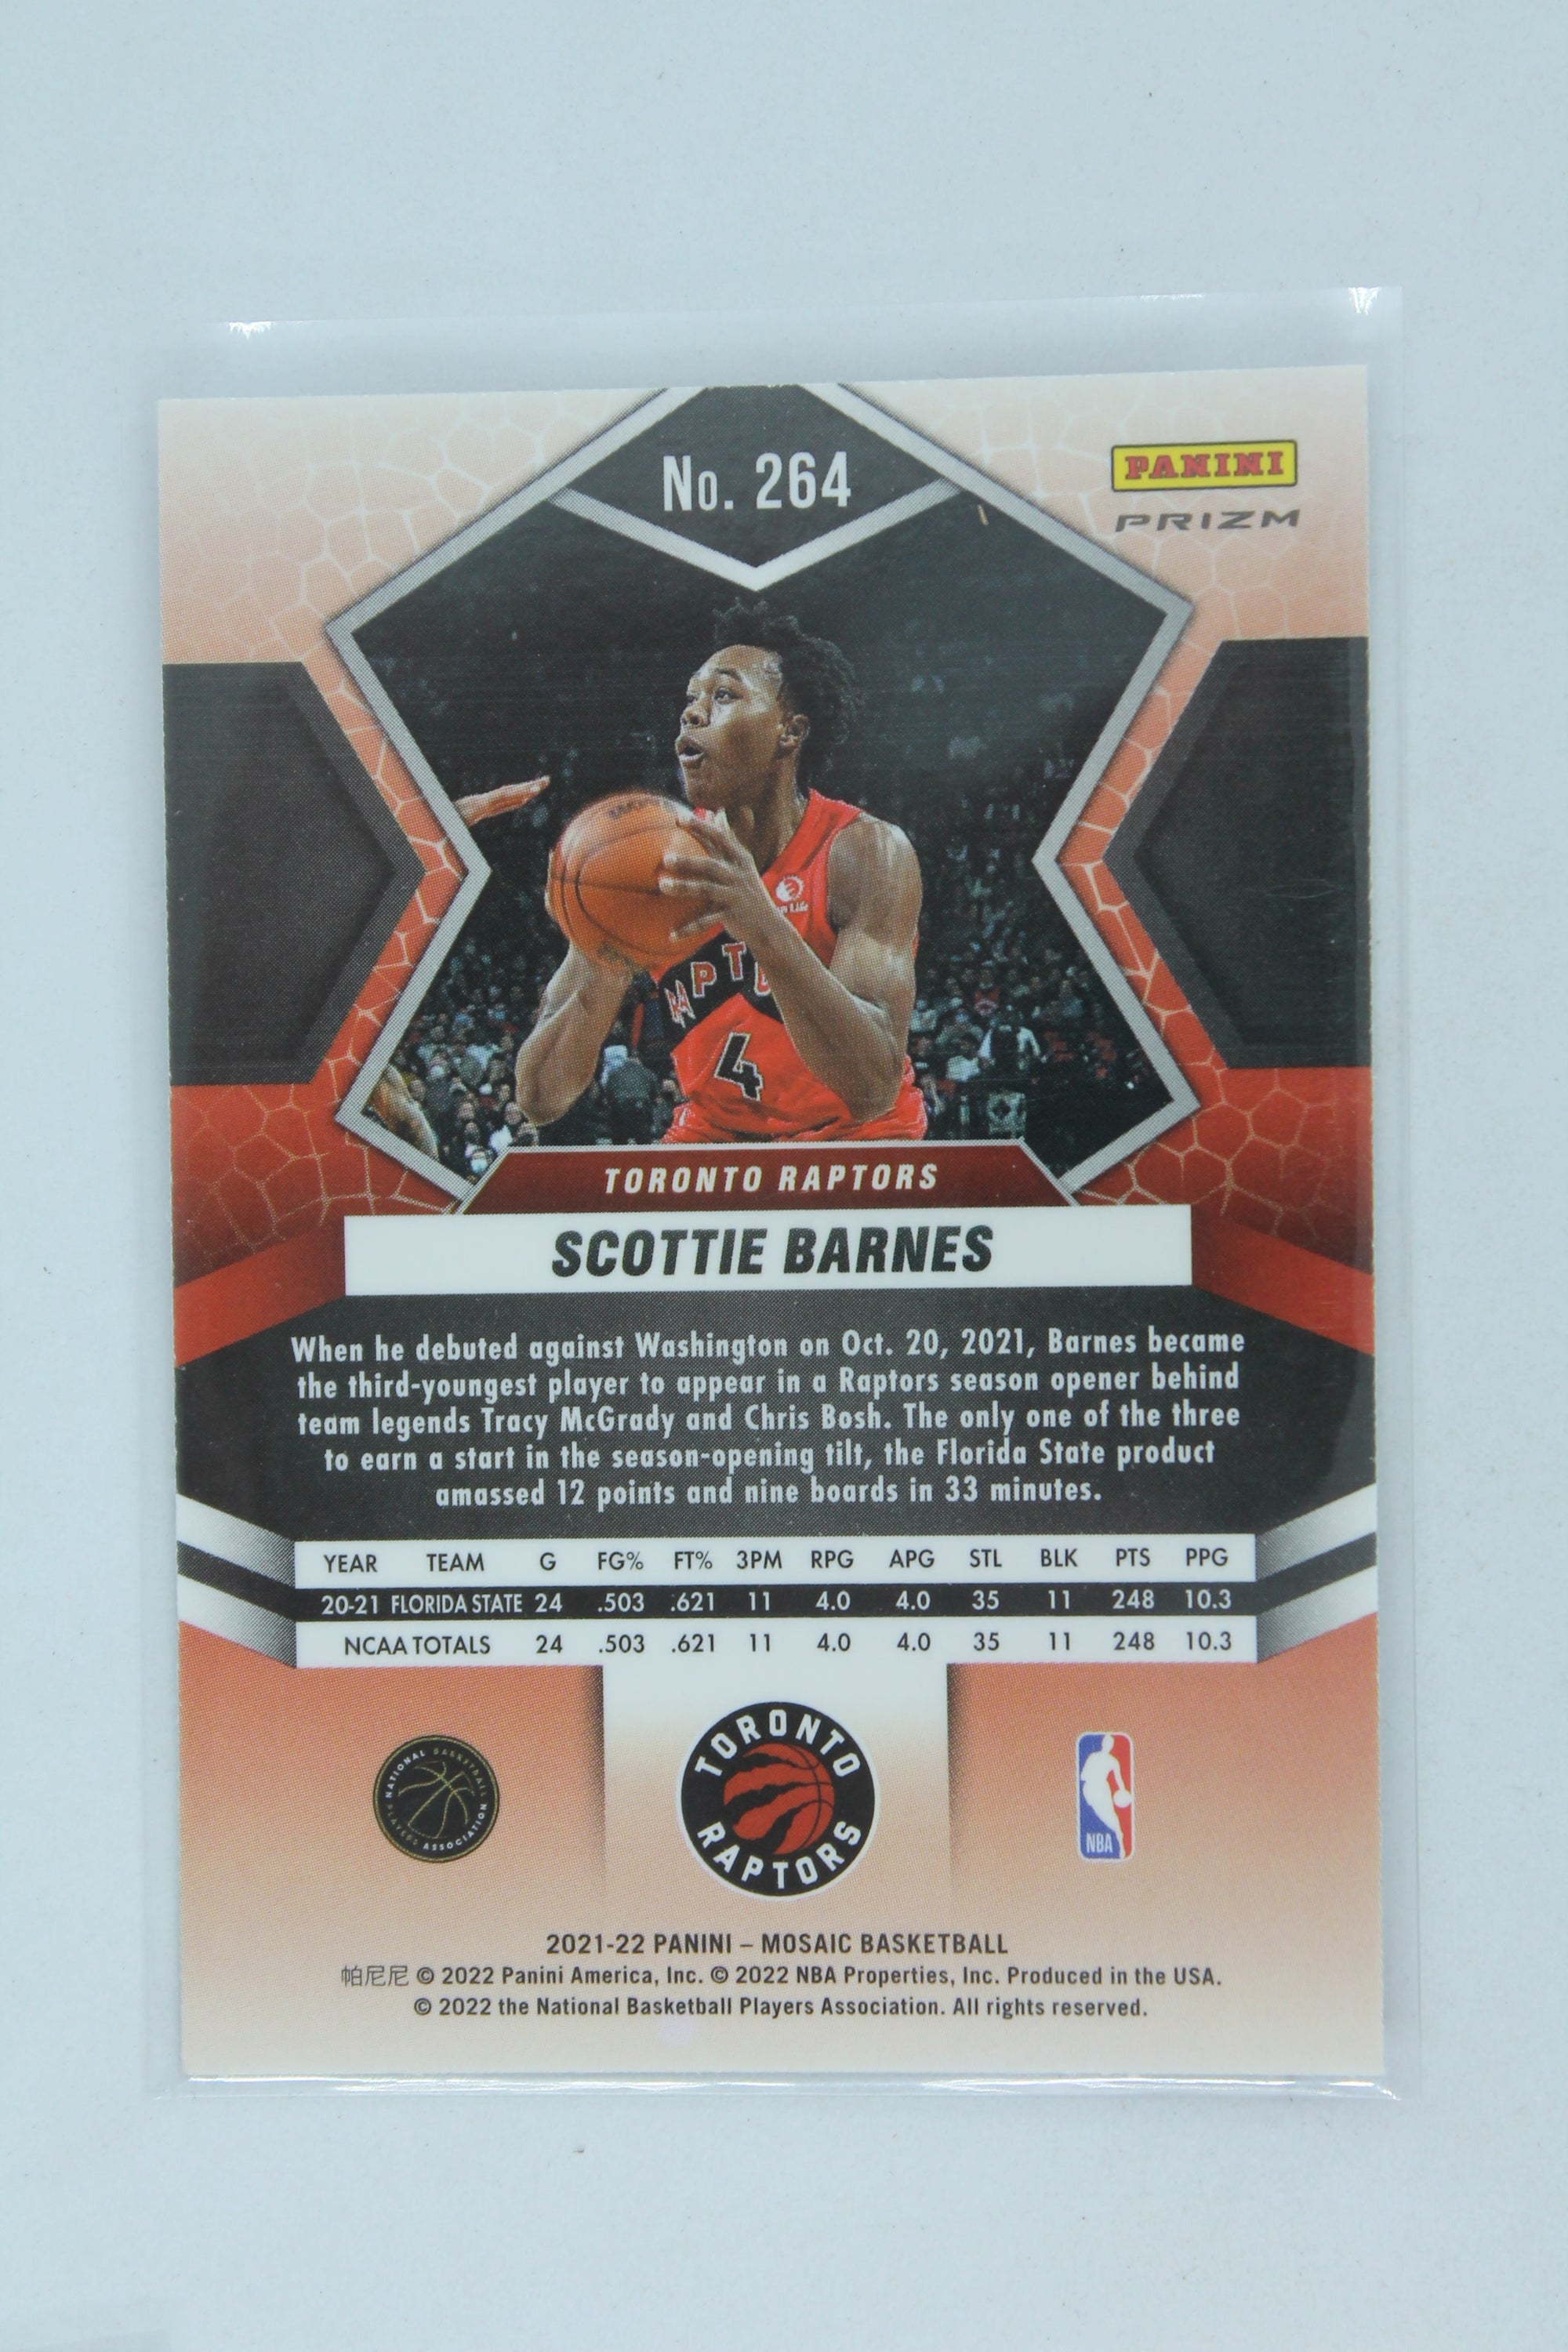 No. 264
PANINI
PRIZM
RAPTO
4
TORONTO RAPTORS
SCOTTIE BARNES
When he debuted against Washington on Oct. 20, 2021, Barnes became
the third-youngest player to appear in a Raptors season opener behind
team legends Tracy McGrady and Chris Bosh. The only one of the three
to earn a start in the season-opening tilt, the Florida State product
amassed 12 points and nine boards in 33 minutes.
YEAR TEAM G FG% FT% 3PM RPG APG STL BLK PTS PPG
20-21 FLORIDA STATE 24 .503 .621 11 4.0 4.0 35 11 248 10.3
NCAA TOTALS 24 .503 .621 11 4.0 4.0 35 11 248 10.3
NATIONAL BASKETBALL PLAYERS ASSOCIATION
TORONTO RAPTORS
NBA
2021-22 PANINI – MOSAIC BASKETBALL
帕尼尼 © 2022 Panini America, Inc. © 2022 NBA Properties, Inc. Produced in the USA.
© 2022 the National Basketball Players Association. All rights reserved.